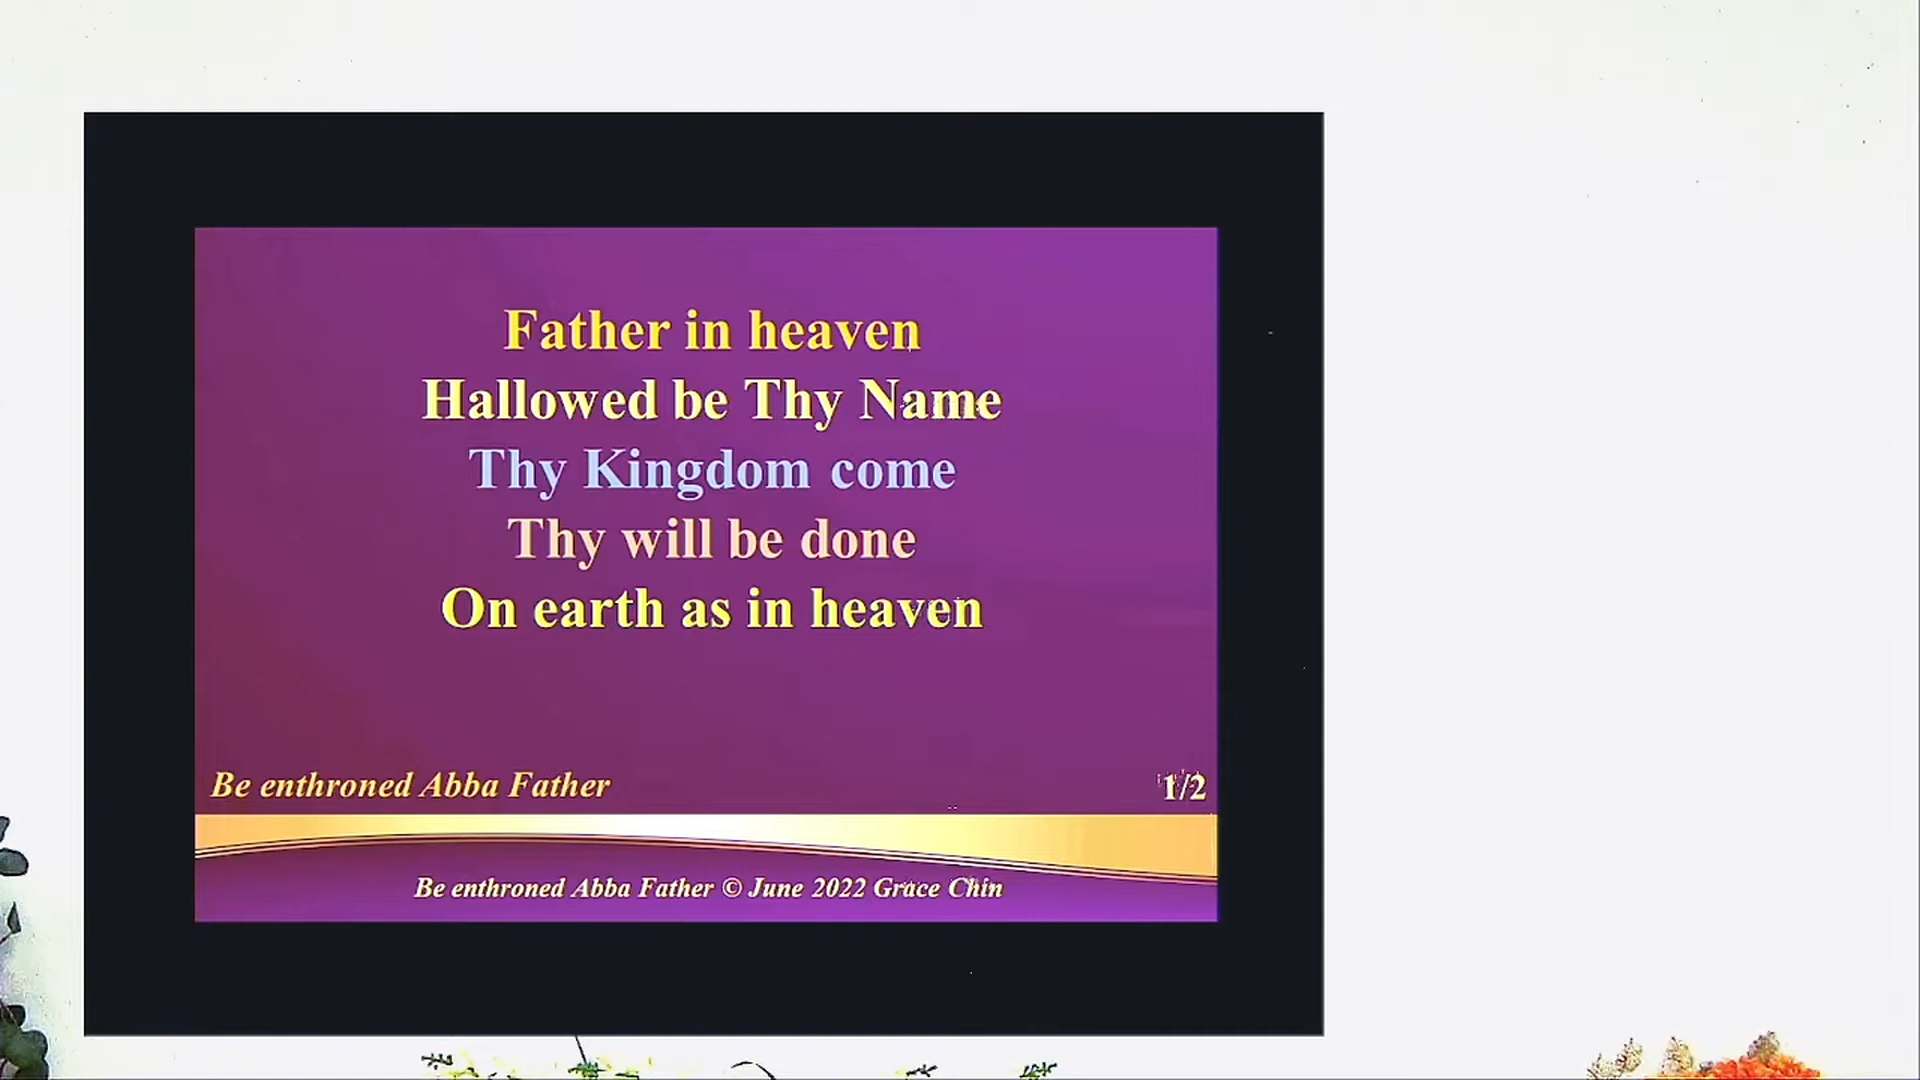 Father in heaven
Hallowed be Thy Name
Thy Kingdom come
Thy will be done
On earth as in heaven
Be enthroned Abba Father
1/2
Be enthroned Abba Father © June 2022 Grace Chin